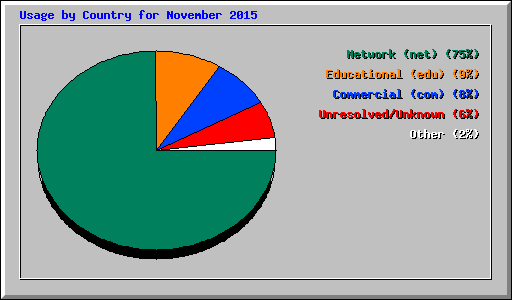 Usage by Country for November 2015
Network (net) (75%)
Educational (edu) (9%)
Commercial (com) (8%)
Unresolved/Unknown (6%)
Other (2%)